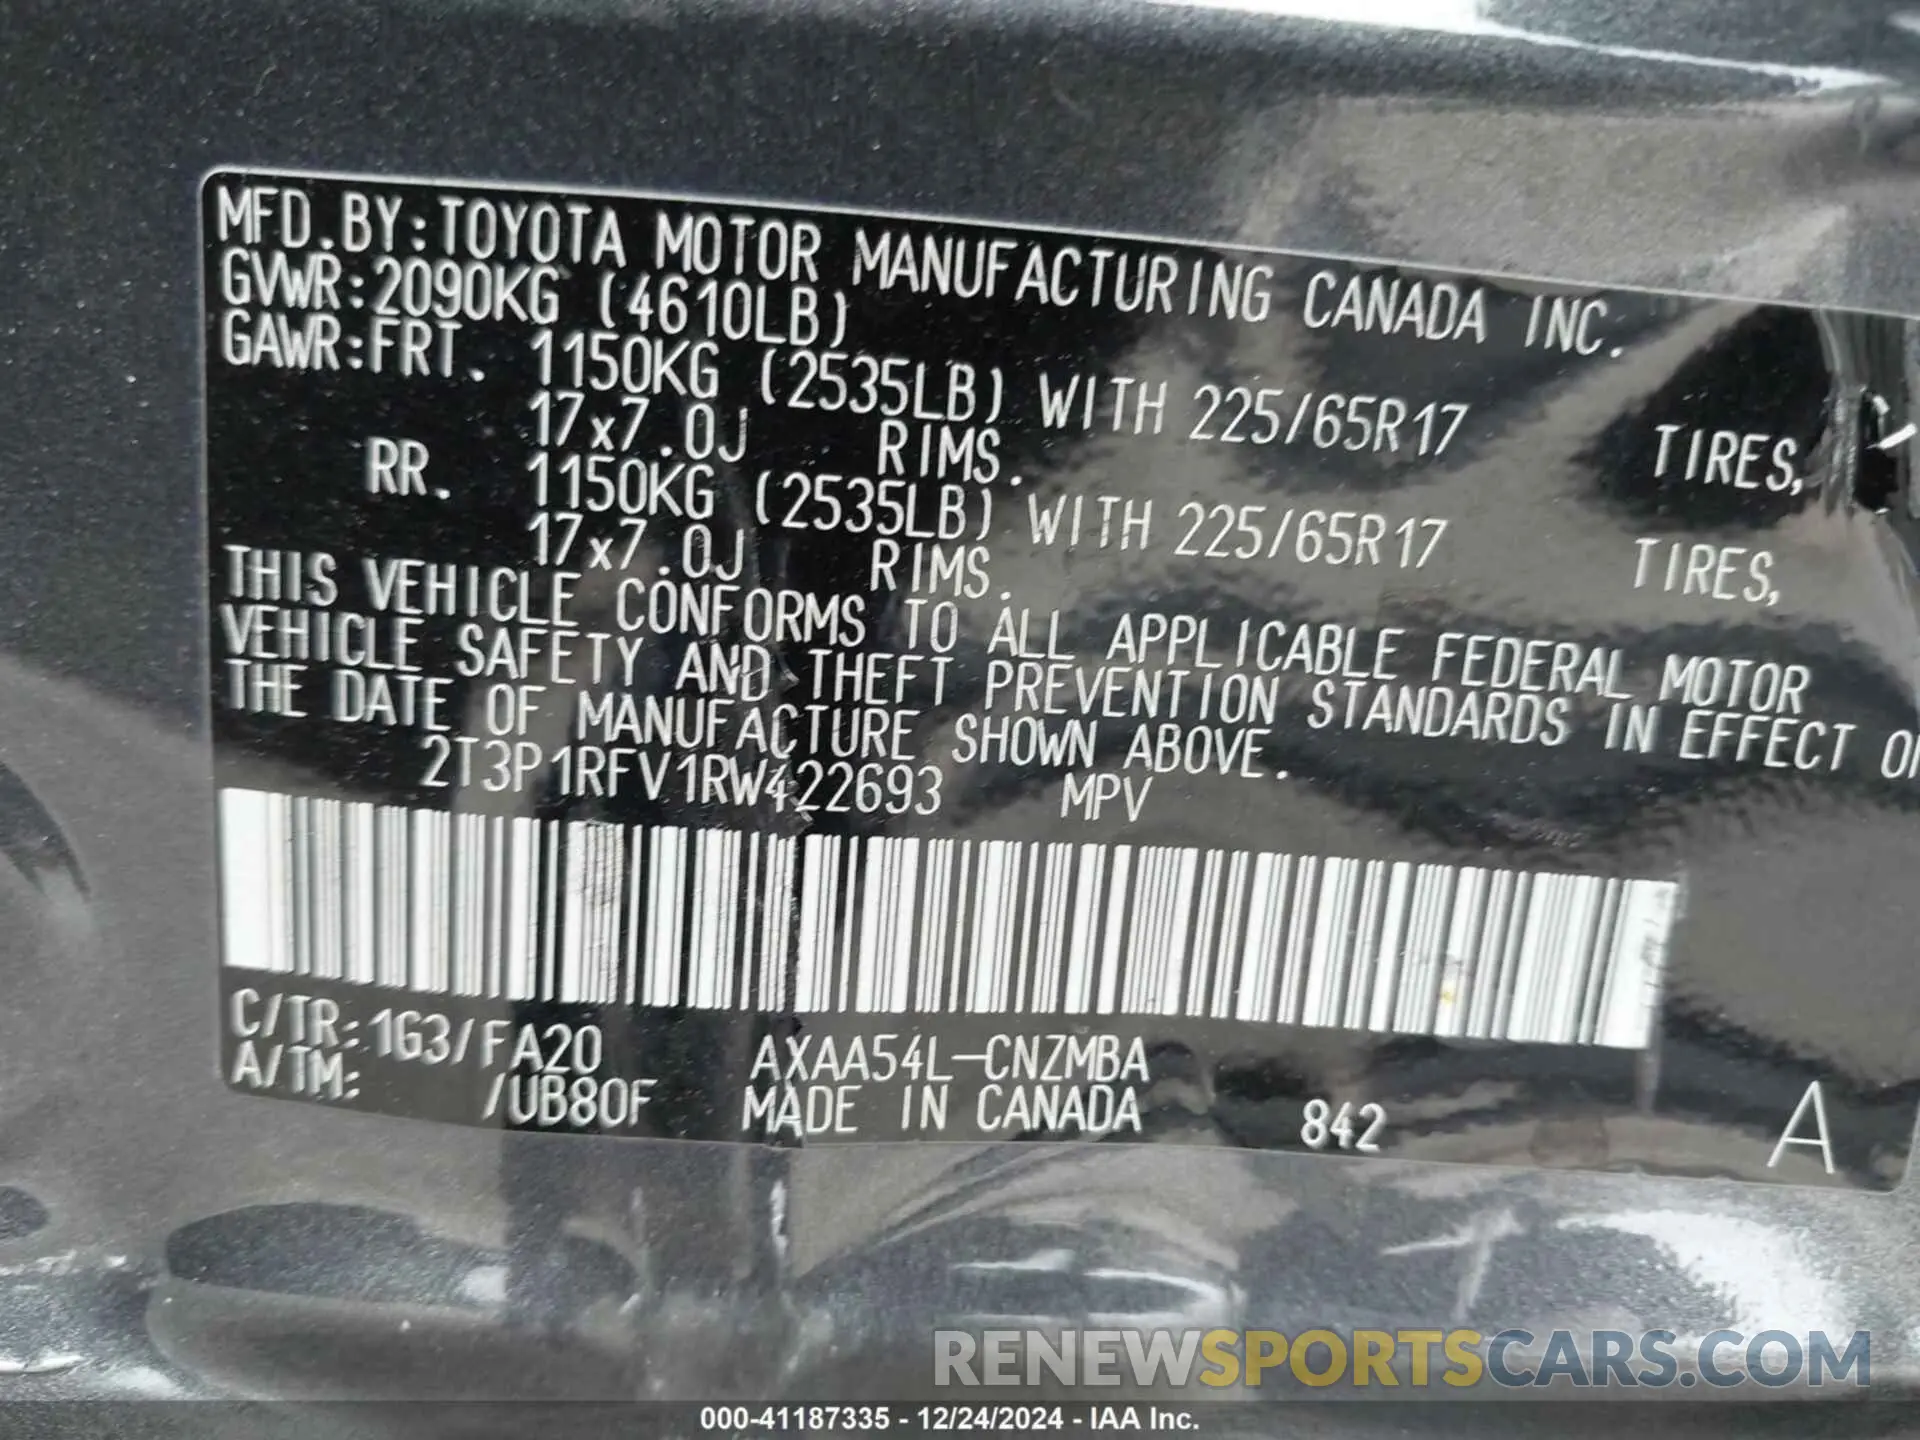 MFD.BY:TOYOTA MOTOR MANUFACTURING CANADA INC.
GVWR:2090KG (4610LB)
GAWR:FRT. 1150KG (2535LB) WITH 225/65R17 TIRES,
17x7.0J RIMS.
RR. 1150KG (2535LB) WITH 225/65R17 TIRES,
17x7.0J RIMS.
THIS VEHICLE CONFORMS TO ALL APPLICABLE FEDERAL MOTOR
VEHICLE SAFETY AND THEFT PREVENTION STANDARDS IN EFFECT
THE DATE OF MANUFACTURE SHOWN ABOVE.
2T3P1RFV1RW422693 MPV
C/TR:1G3/FA20 AXAA54L-CNZMBA
A/TM: /UB80F MADE IN CANADA 842 A
RENEWSPORTSCARS.COM
000-41187335 - 12/24/2024 - IAA Inc.